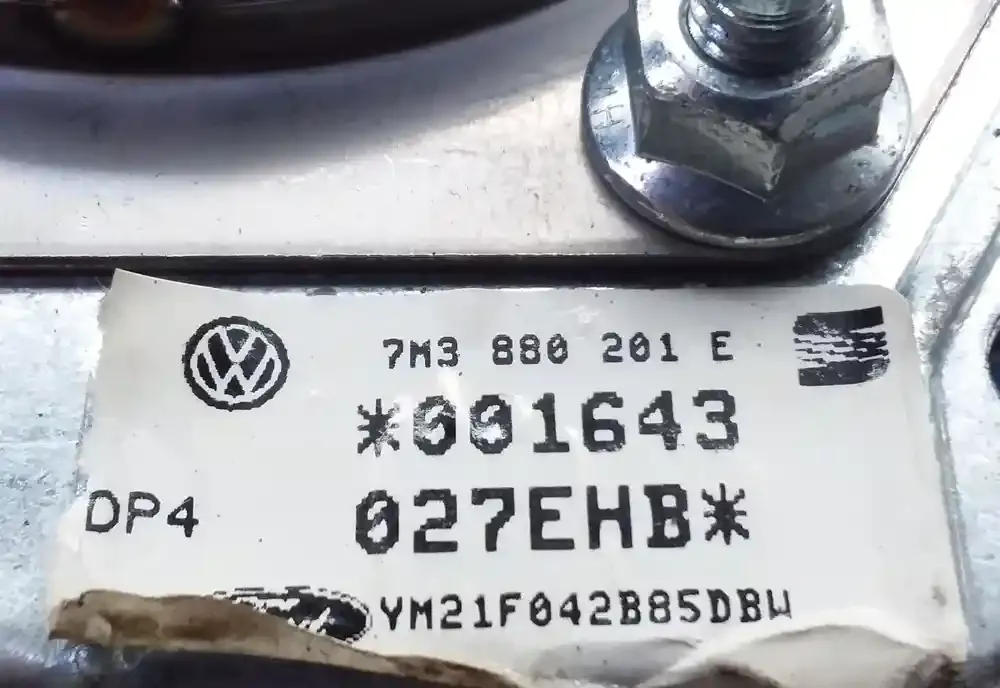 7M3 880 201 E
*001643
DP4
027EHB*
YM21F042B85DBW